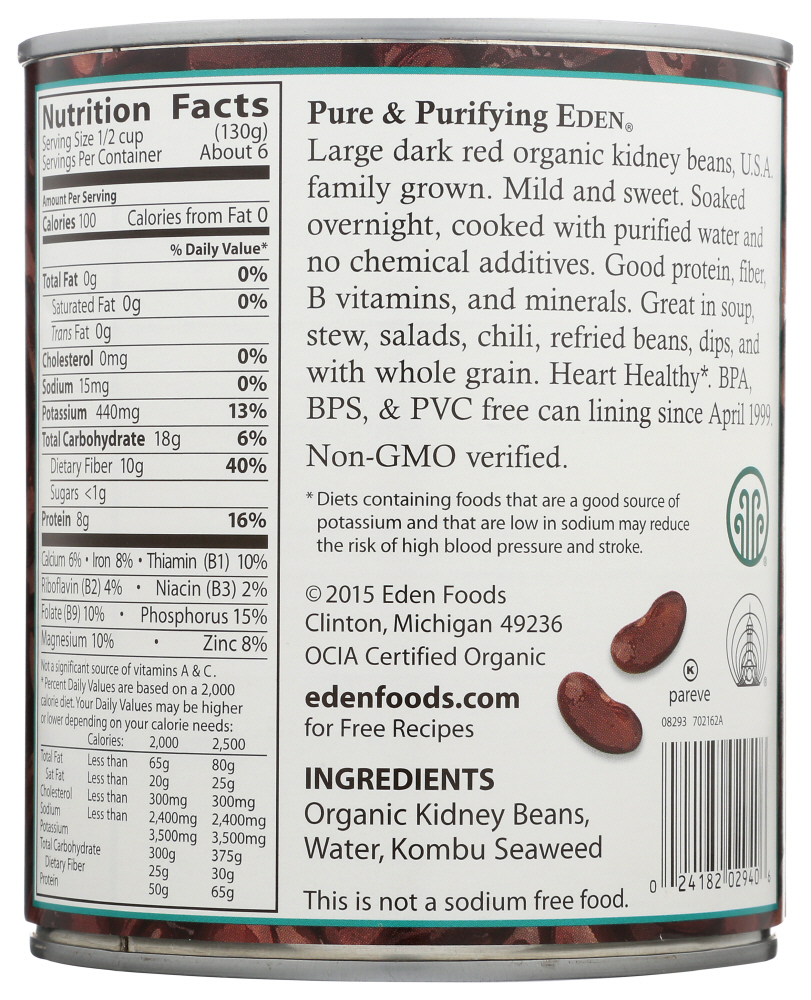 Nutrition Facts
Serving Size 1/2 cup (130g)
Servings Per Container About 6
Amount Per Serving
Calories 100 Calories from Fat 0
% Daily Value*
Total Fat 0g 0%
Saturated Fat 0g 0%
Trans Fat 0g
Cholesterol 0mg 0%
Sodium 15mg 0%
Potassium 440mg 13%
Total Carbohydrate 18g 6%
Dietary Fiber 10g 40%
Sugars <1g
Protein 8g 16%
Calcium 6% • Iron 8% • Thiamin (B1) 10%
Riboflavin (B2) 4% • Niacin (B3) 2%
Folate (B9) 10% • Phosphorus 15%
Magnesium 10% • Zinc 8%
Not a significant source of vitamins A & C.
*Percent Daily Values are based on a 2,000
calorie diet. Your Daily Values may be higher
or lower depending on your calorie needs:
Calories: 2,000 2,500
Total Fat Less than 65g 80g
Sat Fat Less than 20g 25g
Cholesterol Less than 300mg 300mg
Sodium Less than 2,400mg 2,400mg
Potassium 3,500mg 3,500mg
Total Carbohydrate 300g 375g
Dietary Fiber 25g 30g
Protein 50g 65g
Pure & Purifying EDEN®
Large dark red organic kidney beans, U.S.A.
family grown. Mild and sweet. Soaked
overnight, cooked with purified water and
no chemical additives. Good protein, fiber,
B vitamins, and minerals. Great in soup,
stew, salads, chili, refried beans, dips, and
with whole grain. Heart Healthy*. BPA,
BPS, & PVC free can lining since April 1999.
Non-GMO verified.
* Diets containing foods that are a good source of
potassium and that are low in sodium may reduce
the risk of high blood pressure and stroke.
© 2015 Eden Foods
Clinton, Michigan 49236
OCIA Certified Organic
edenfoods.com
for Free Recipes
K
pareve
08293 702162A
INGREDIENTS
Organic Kidney Beans,
Water, Kombu Seaweed
This is not a sodium free food.
0 24182 02940 6